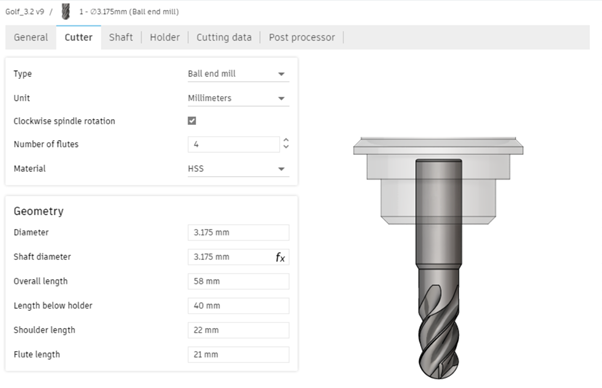 Golf_3.2 v9 / 1 - ∅3.175mm (Ball end mill)
General Cutter Shaft Holder Cutting data Post processor
Type Ball end mill
Unit Millimeters
Clockwise spindle rotation
Number of flutes 4
Material HSS
Geometry
Diameter 3.175 mm
Shaft diameter 3.175 mm fx
Overall length 58 mm
Length below holder 40 mm
Shoulder length 22 mm
Flute length 21 mm